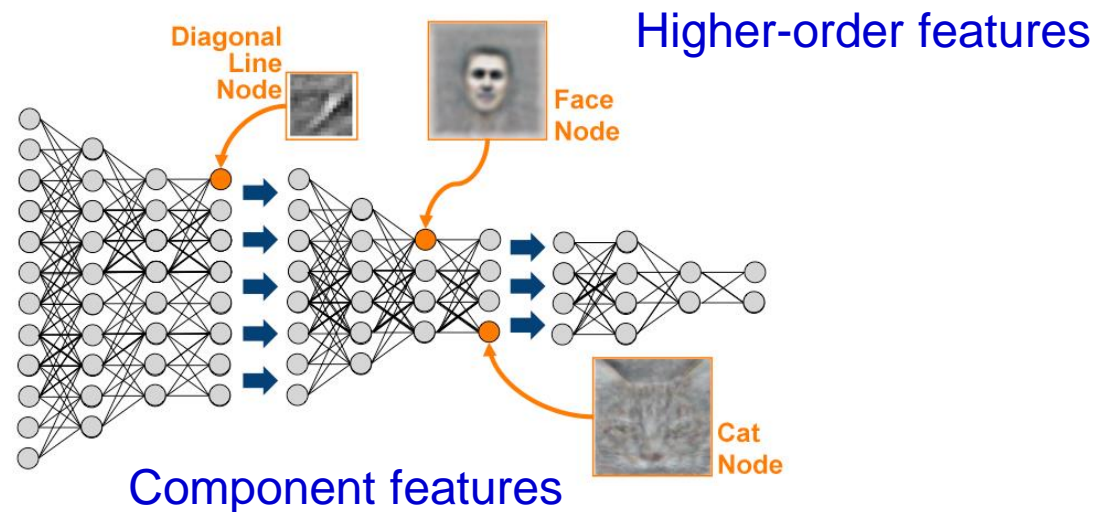 Higher-order features
Diagonal
Line
Node
Face
Node
Cat
Node
Component features